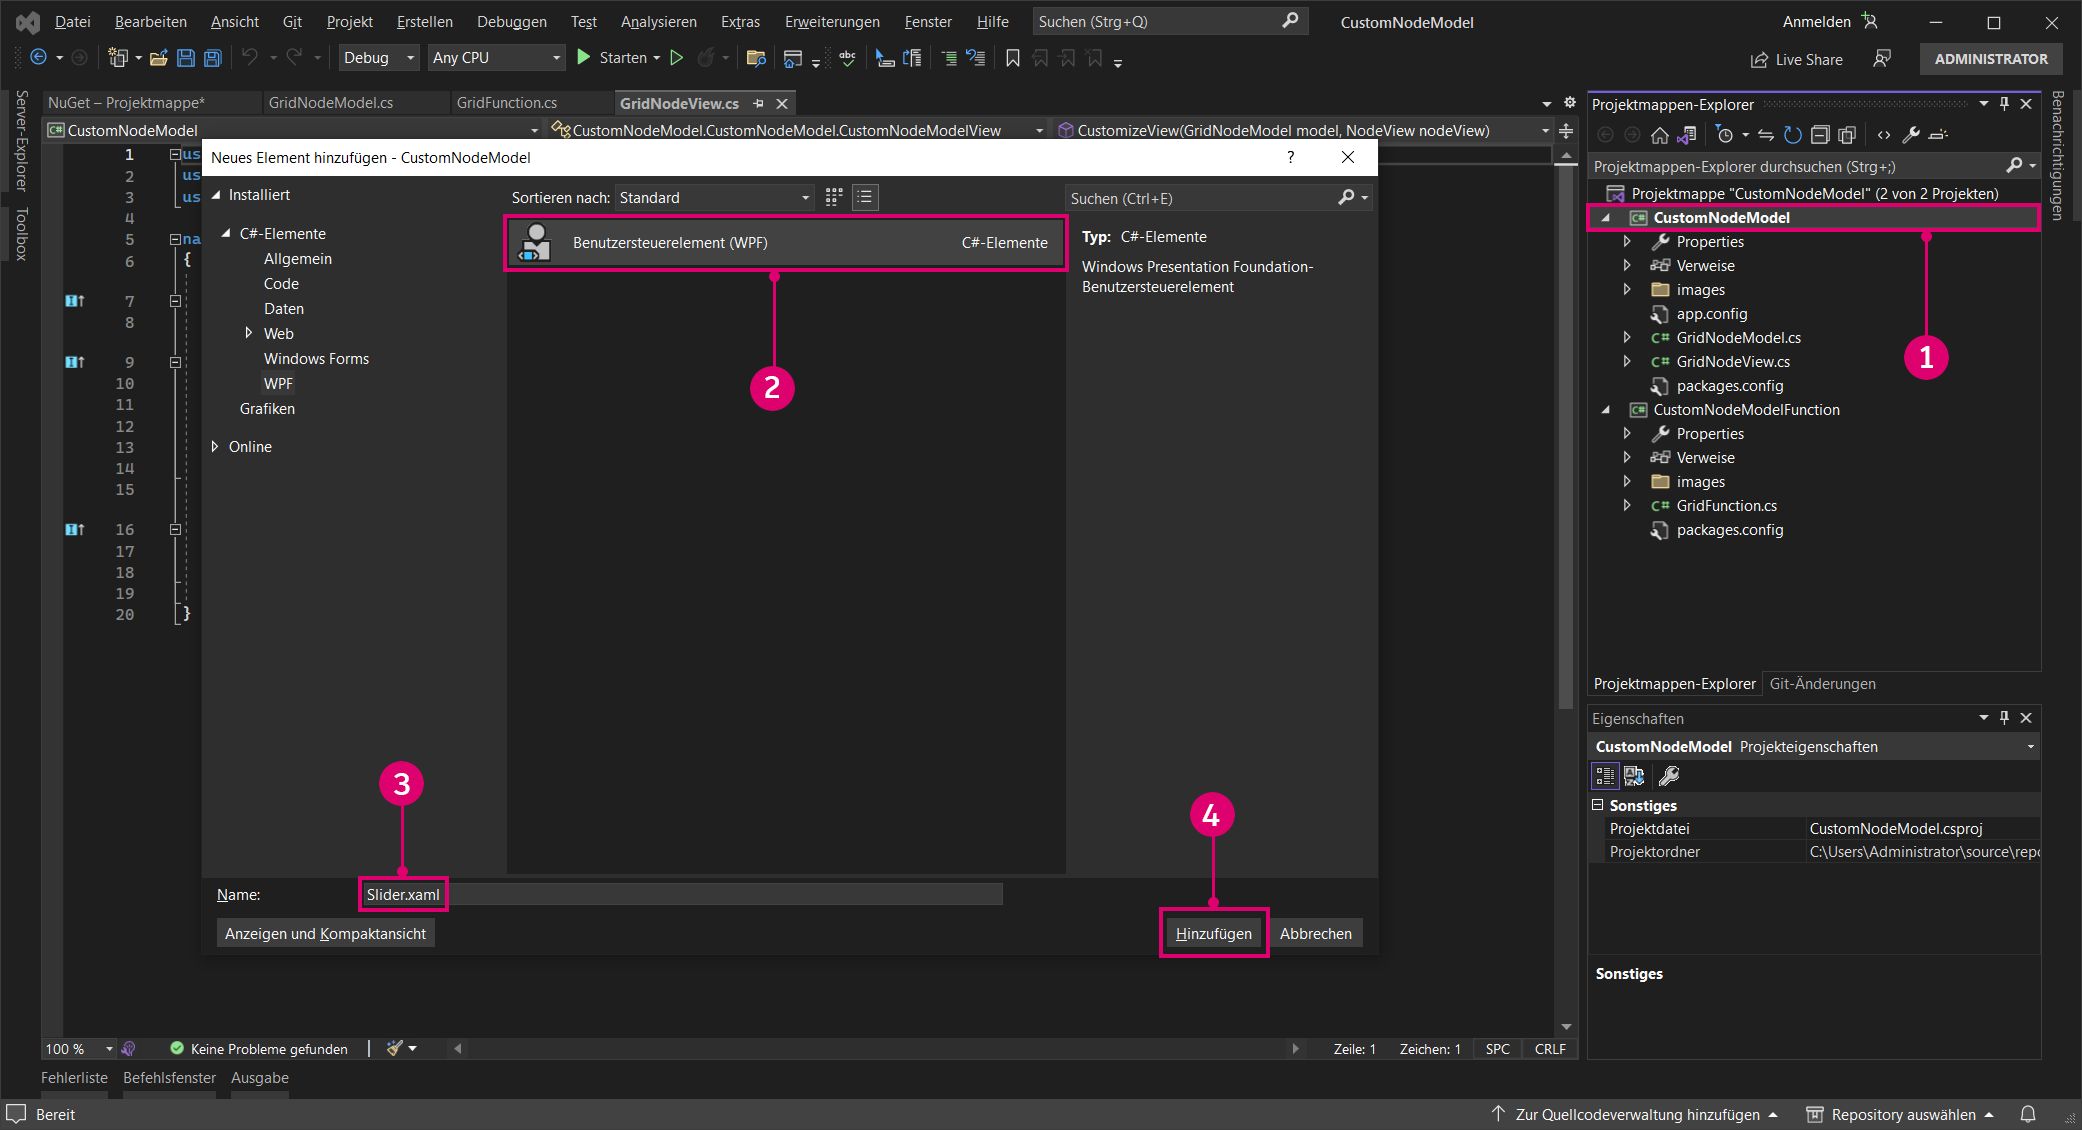 Datei Bearbeiten Ansicht Git Projekt Erstellen Debuggen Test Analysieren Extras Erweiterungen Fenster Hilfe Suchen (Strg+Q) CustomNodeModel Anmelden
Debug Any CPU Starten Live Share ADMINISTRATOR
Server-Explorer
Toolbox
NuGet – Projektmappe* GridNodeModel.cs GridFunction.cs GridNodeView.cs
C# CustomNodeModel CustomNodeModel.CustomNodeModel.CustomNodeModelView CustomizeView(GridNodeModel model, NodeView nodeView)
1 us
2 us
3 us
4
5 na
6 {
7
8
9
10
11
12
13
14
15
16
17
18
19
20 }
Neues Element hinzufügen - CustomNodeModel ?
Installiert
C#-Elemente
Allgemein
Code
Daten
Web
Windows Forms
WPF
Grafiken
Online
Sortieren nach: Standard
Suchen (Ctrl+E)
Benutzersteuerelement (WPF) C#-Elemente
2
Typ: C#-Elemente
Windows Presentation Foundation-
Benutzersteuerelement
3
4
Name: Slider.xaml
Anzeigen und Kompaktansicht Hinzufügen Abbrechen
Projektmappen-Explorer
Projektmappen-Explorer durchsuchen (Strg+;)
Projektmappe "CustomNodeModel" (2 von 2 Projekten)
C# CustomNodeModel
Properties
Verweise
images
app.config
C# GridNodeModel.cs
C# GridNodeView.cs
packages.config
C# CustomNodeModelFunction
Properties
Verweise
images
C# GridFunction.cs
packages.config
1
Benachrichtigungen
Projektmappen-Explorer Git-Änderungen
Eigenschaften
CustomNodeModel Projekteigenschaften
Sonstiges
Projektdatei CustomNodeModel.csproj
Projektordner C:\Users\Administrator\source\repo
Sonstiges
100 % Keine Probleme gefunden Zeile: 1 Zeichen: 1 SPC CRLF
Fehlerliste Befehlsfenster Ausgabe
Bereit Zur Quellcodeverwaltung hinzufügen Repository auswählen